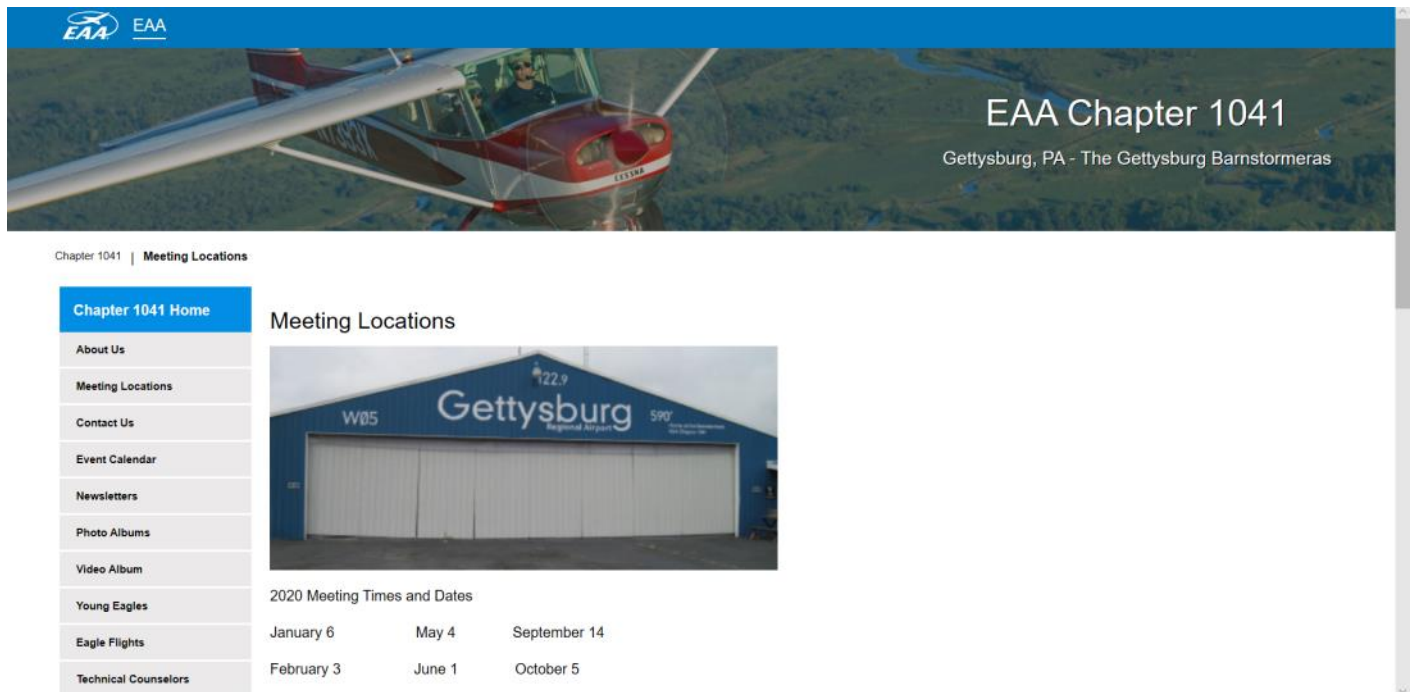 EAA EAA
EAA Chapter 1041
Gettysburg, PA - The Gettysburg Barnstormeras
CESSNA
Chapter 1041 | Meeting Locations
Chapter 1041 Home
About Us
Meeting Locations
Contact Us
Event Calendar
Newsletters
Photo Albums
Video Album
Young Eagles
Eagle Flights
Technical Counselors
Meeting Locations
122.9
WØ5 Gettysburg 590'
Regional Airport
2020 Meeting Times and Dates
January 6 May 4 September 14
February 3 June 1 October 5